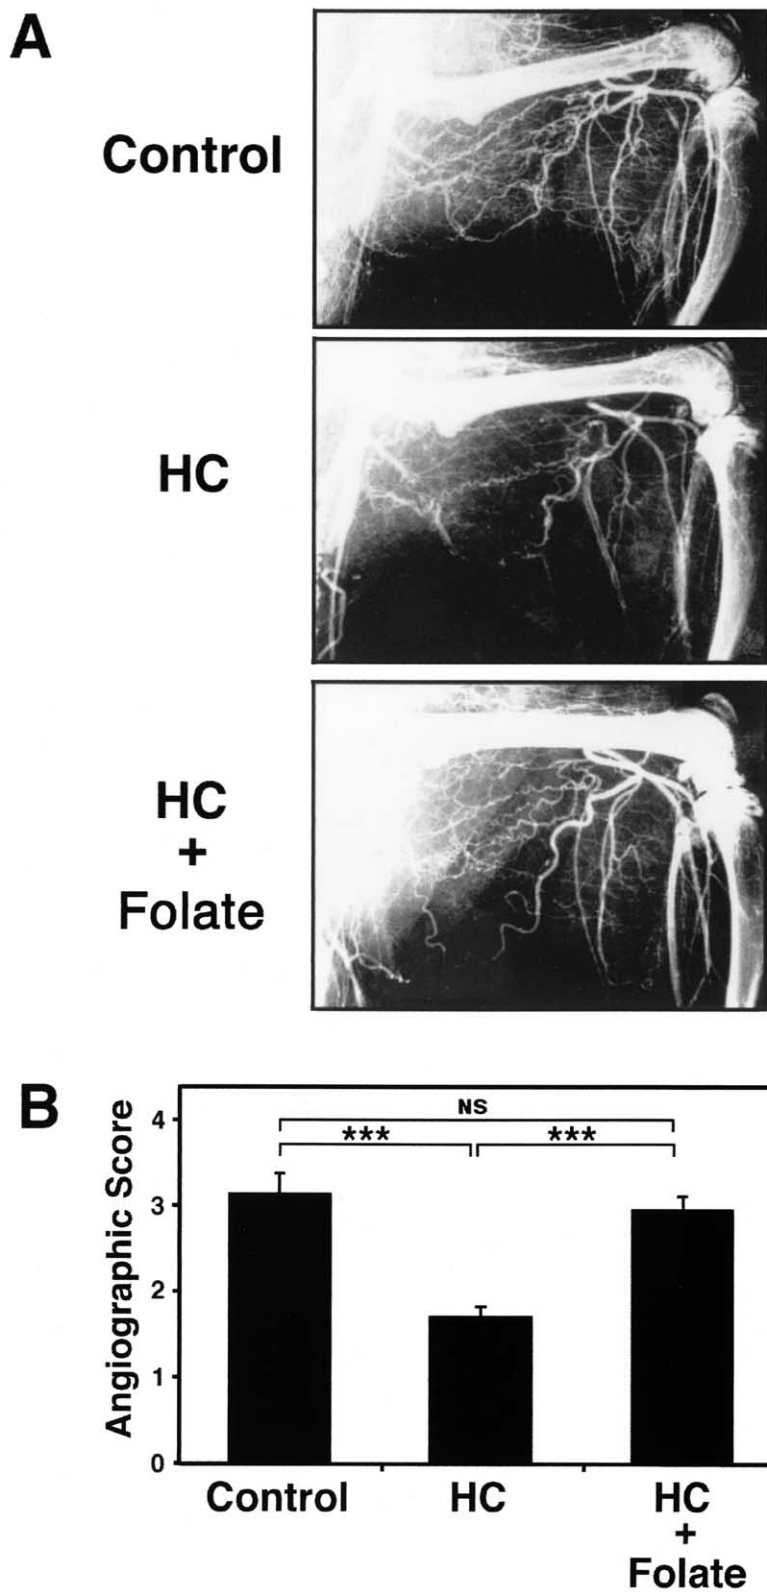 A
Control
HC
HC
+
Folate
B
Angiographic Score
4
3
2
1
0
NS
***
***
Control
HC
HC
+
Folate